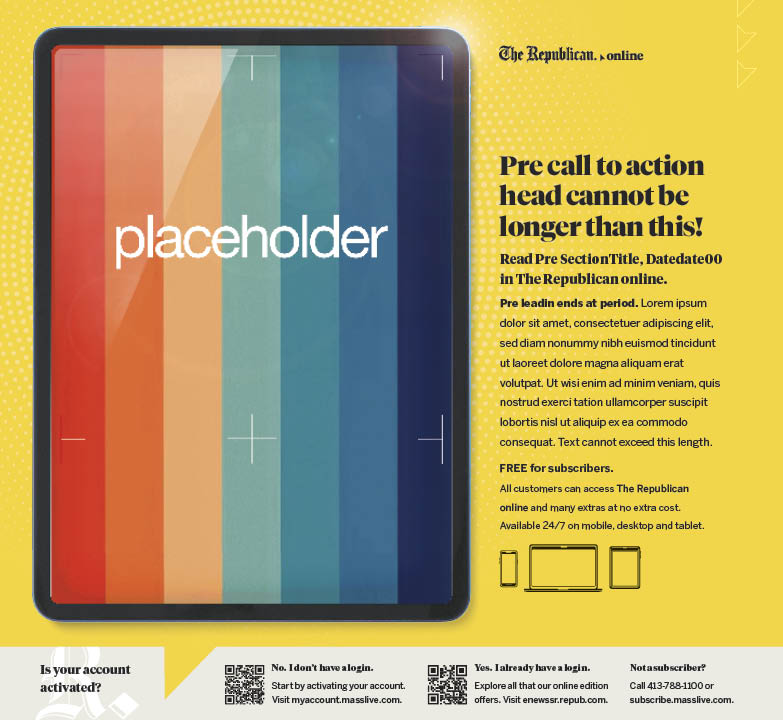 The Republican. online
placeholder
Pre call to action
head cannot be
longer than this!
Read Pre SectionTitle, Datedate00
in The Republican online.
Pre leadin ends at period. Lorem ipsum
dolor sit amet, consectetuer adipiscing elit,
sed diam nonummy nibh euismod tincidunt
ut laoreet dolore magna aliquam erat
volutpat. Ut wisi enim ad minim veniam, quis
nostrud exerci tation ullamcorper suscipit
lobortis nisl ut aliquip ex ea commodo
consequat. Text cannot exceed this length.
FREE for subscribers.
All customers can access The Republican
online and many extras at no extra cost.
Available 24/7 on mobile, desktop and tablet.
Is your account
activated?
No. I don't have a login.
Start by activating your account.
Visit myaccount.masslive.com.
Yes. I already have a login.
Explore all that our online edition
offers. Visit enewssr.repub.com.
Not a subscriber?
Call 413-788-1100 or
subscribe.masslive.com.